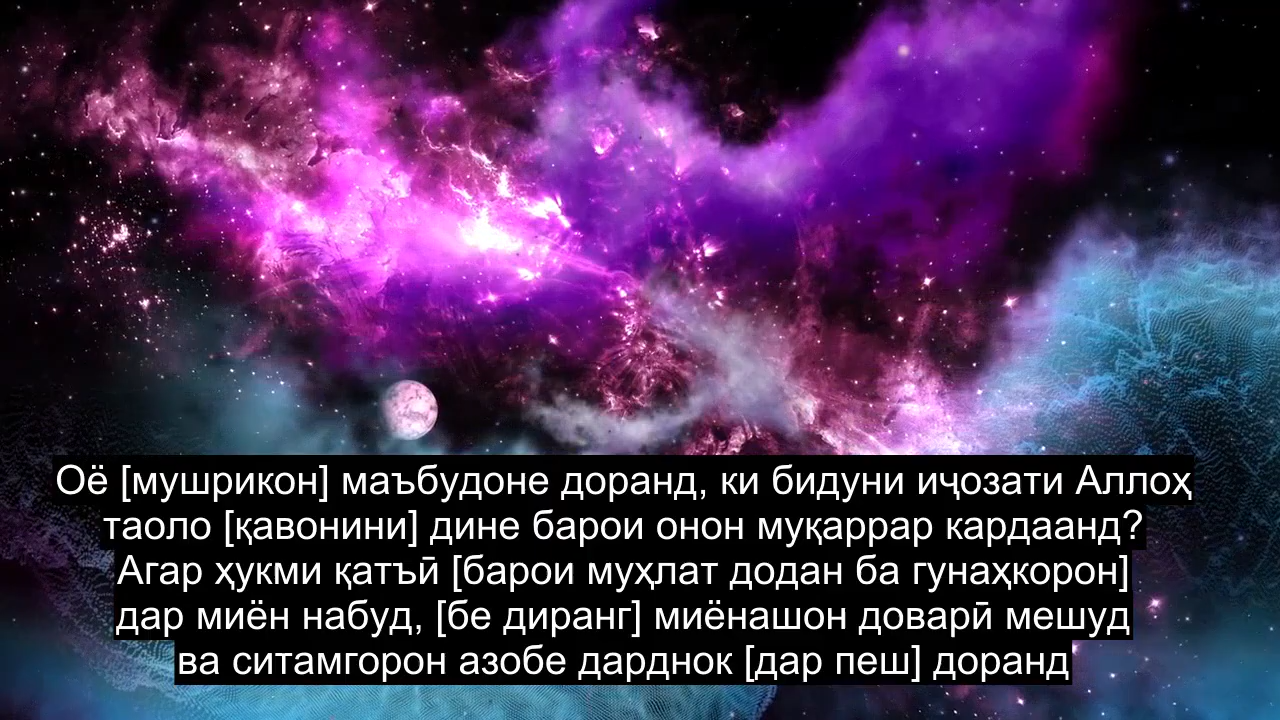 Оё [мушрикон] маъбудоне доранд, ки бидуни иҷозати Аллоҳ
таоло [қавонини] дине барои онон муқаррар кардаанд?
Агар ҳукми қатъӣ [барои муҳлат додан ба гунаҳкорон]
дар миён набуд, [бе диранг] миёнашон доварӣ мешуд
ва ситамгорон азобе дарднок [дар пеш] доранд